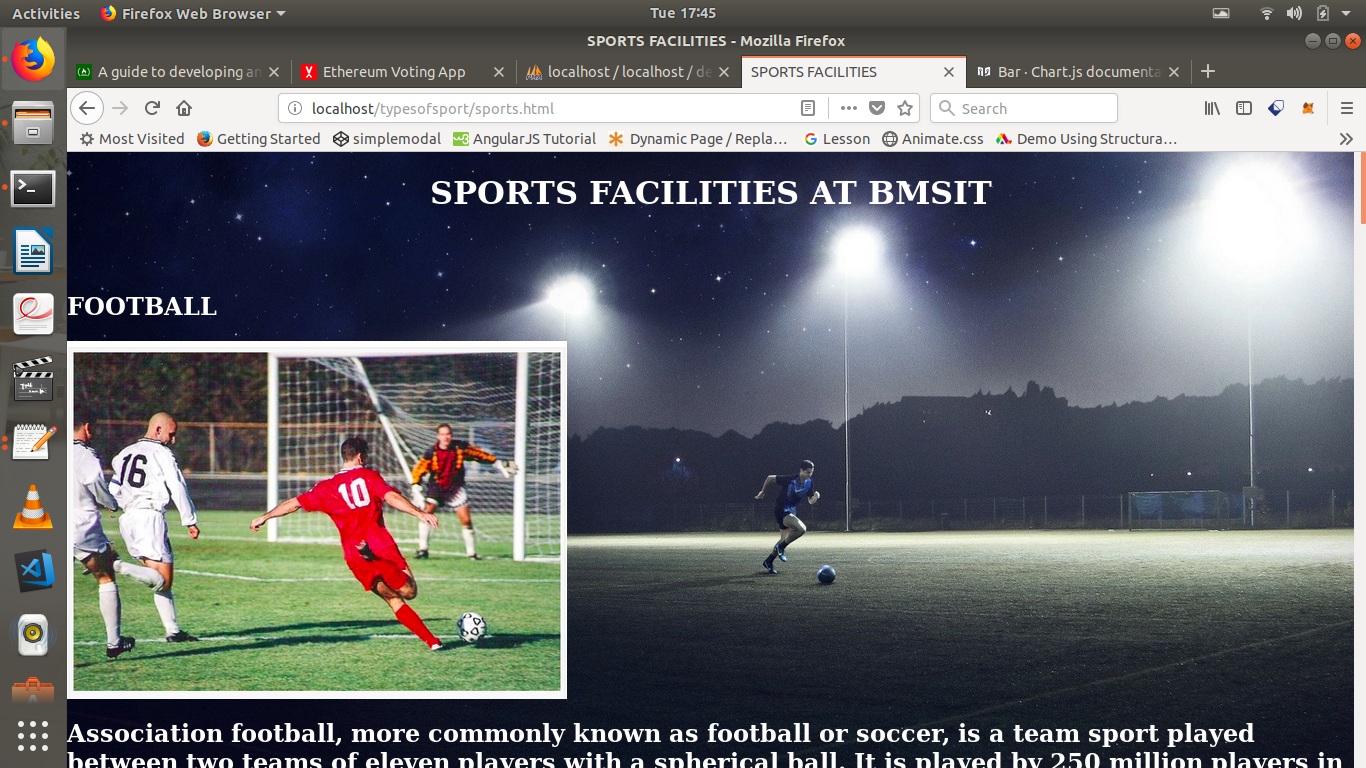 Activities Firefox Web Browser Tue 17:45
SPORTS FACILITIES - Mozilla Firefox
A guide to developing an Ethereum Voting App localhost / localhost / de SPORTS FACILITIES Bar · Chart.js documenta
localhost/typesofsport/sports.html Search
Most Visited Getting Started simplemodal AngularJS Tutorial Dynamic Page / Repla… Lesson Animate.css Demo Using Structura…
SPORTS FACILITIES AT BMSIT
FOOTBALL
16
10
Association football, more commonly known as football or soccer, is a team sport played
between two teams of eleven players with a spherical ball. It is played by 250 million players in